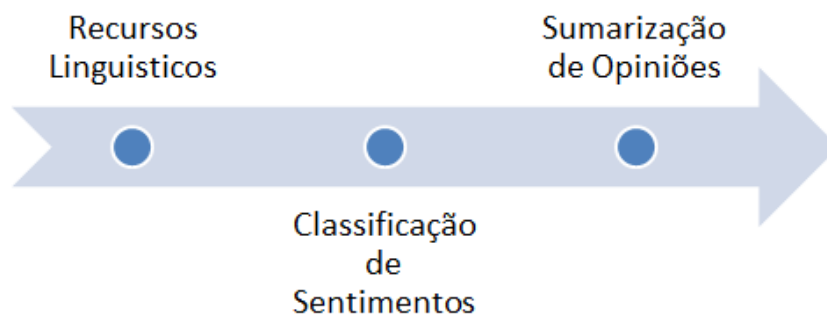 Recursos
Linguisticos
Classificação
de
Sentimentos
Sumarização
de Opiniões